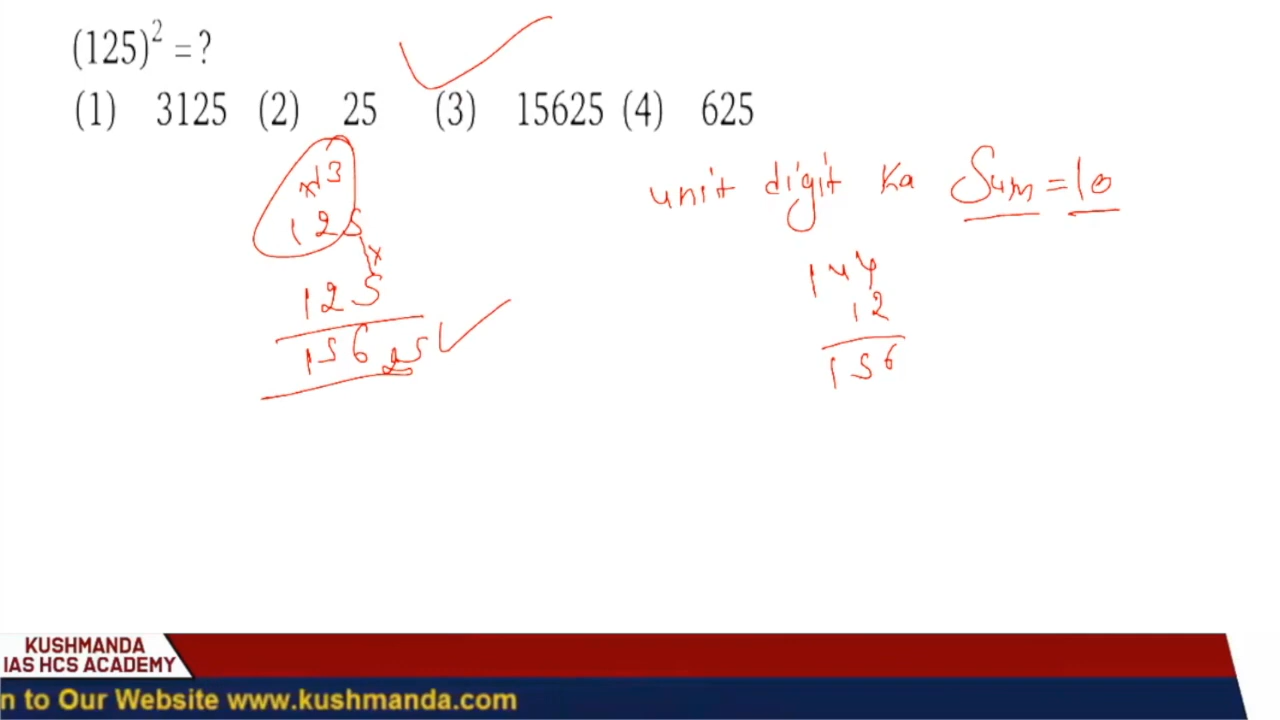 (125)² = ?
(1) 3125 (2) 25 (3) 15625 (4) 625
x13
125
x
125
15625
unit digit ka Sum = 10
144
12
156
KUSHMANDA
IAS HCS ACADEMY
n to Our Website www.kushmanda.com